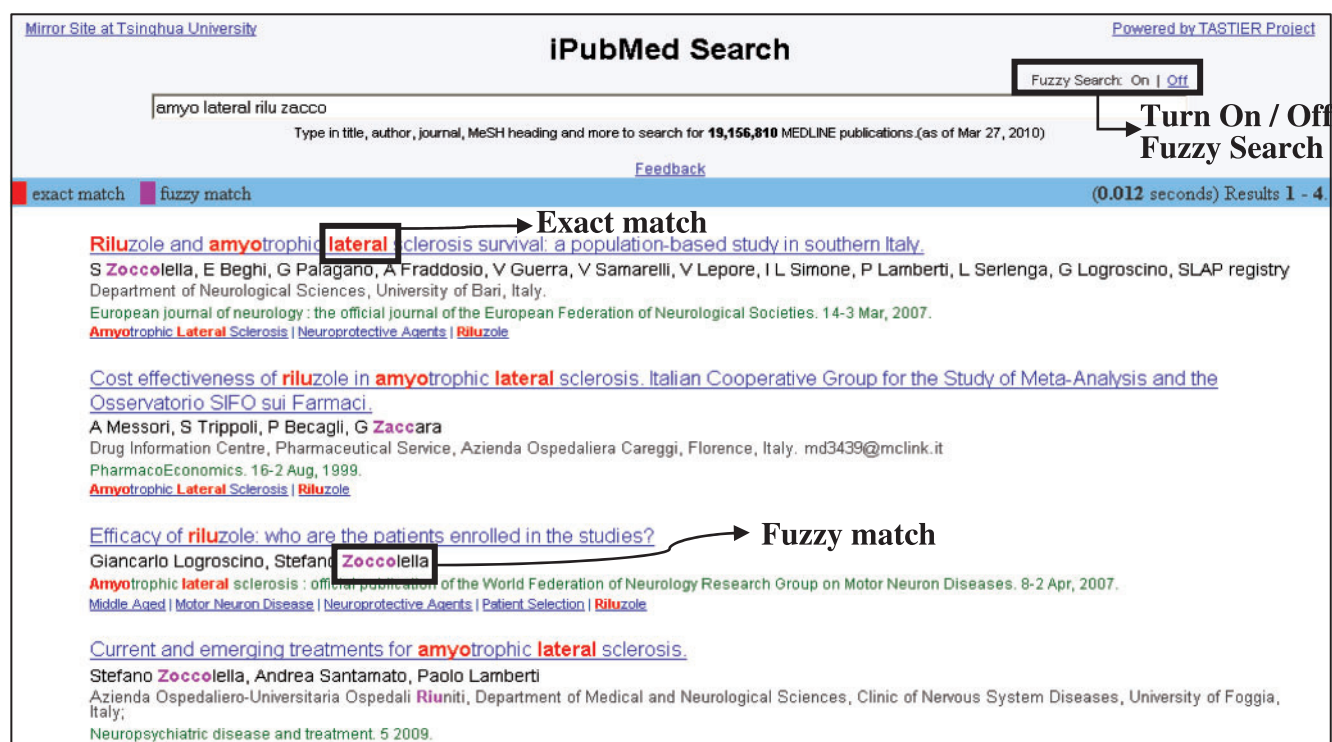 Mirror Site at Tsinghua University
Powered by TASTIER Project
iPubMed Search
Fuzzy Search: On | Off
amyo lateral rilu zacco
Turn On / Off
Fuzzy Search
Type in title, author, journal, MeSH heading and more to search for 19,156,810 MEDLINE publications.(as of Mar 27, 2010)
Feedback
exact match fuzzy match (0.012 seconds) Results 1 - 4.
Exact match
Riluzole and amyotrophic lateral sclerosis survival: a population-based study in southern Italy.
S Zoccolella, E Beghi, G Palagano, A Fraddosio, V Guerra, V Samarelli, V Lepore, I L Simone, P Lamberti, L Serlenga, G Logroscino, SLAP registry
Department of Neurological Sciences, University of Bari, Italy.
European journal of neurology : the official journal of the European Federation of Neurological Societies. 14-3 Mar, 2007.
Amyotrophic Lateral Sclerosis | Neuroprotective Agents | Riluzole
Cost effectiveness of riluzole in amyotrophic lateral sclerosis. Italian Cooperative Group for the Study of Meta-Analysis and the
Osservatorio SIFO sui Farmaci.
A Messori, S Trippoli, P Becagli, G Zaccara
Drug Information Centre, Pharmaceutical Service, Azienda Ospedaliera Careggi, Florence, Italy. md3439@mclink.it
PharmacoEconomics. 16-2 Aug, 1999.
Amyotrophic Lateral Sclerosis | Riluzole
Efficacy of riluzole: who are the patients enrolled in the studies?
Fuzzy match
Giancarlo Logroscino, Stefano Zoccolella
Amyotrophic lateral sclerosis : official publication of the World Federation of Neurology Research Group on Motor Neuron Diseases. 8-2 Apr, 2007.
Middle Aged | Motor Neuron Disease | Neuroprotective Agents | Patient Selection | Riluzole
Current and emerging treatments for amyotrophic lateral sclerosis.
Stefano Zoccolella, Andrea Santamato, Paolo Lamberti
Azienda Ospedaliero-Universitaria Ospedali Riuniti, Department of Medical and Neurological Sciences, Clinic of Nervous System Diseases, University of Foggia,
Italy;
Neuropsychiatric disease and treatment. 5 2009.